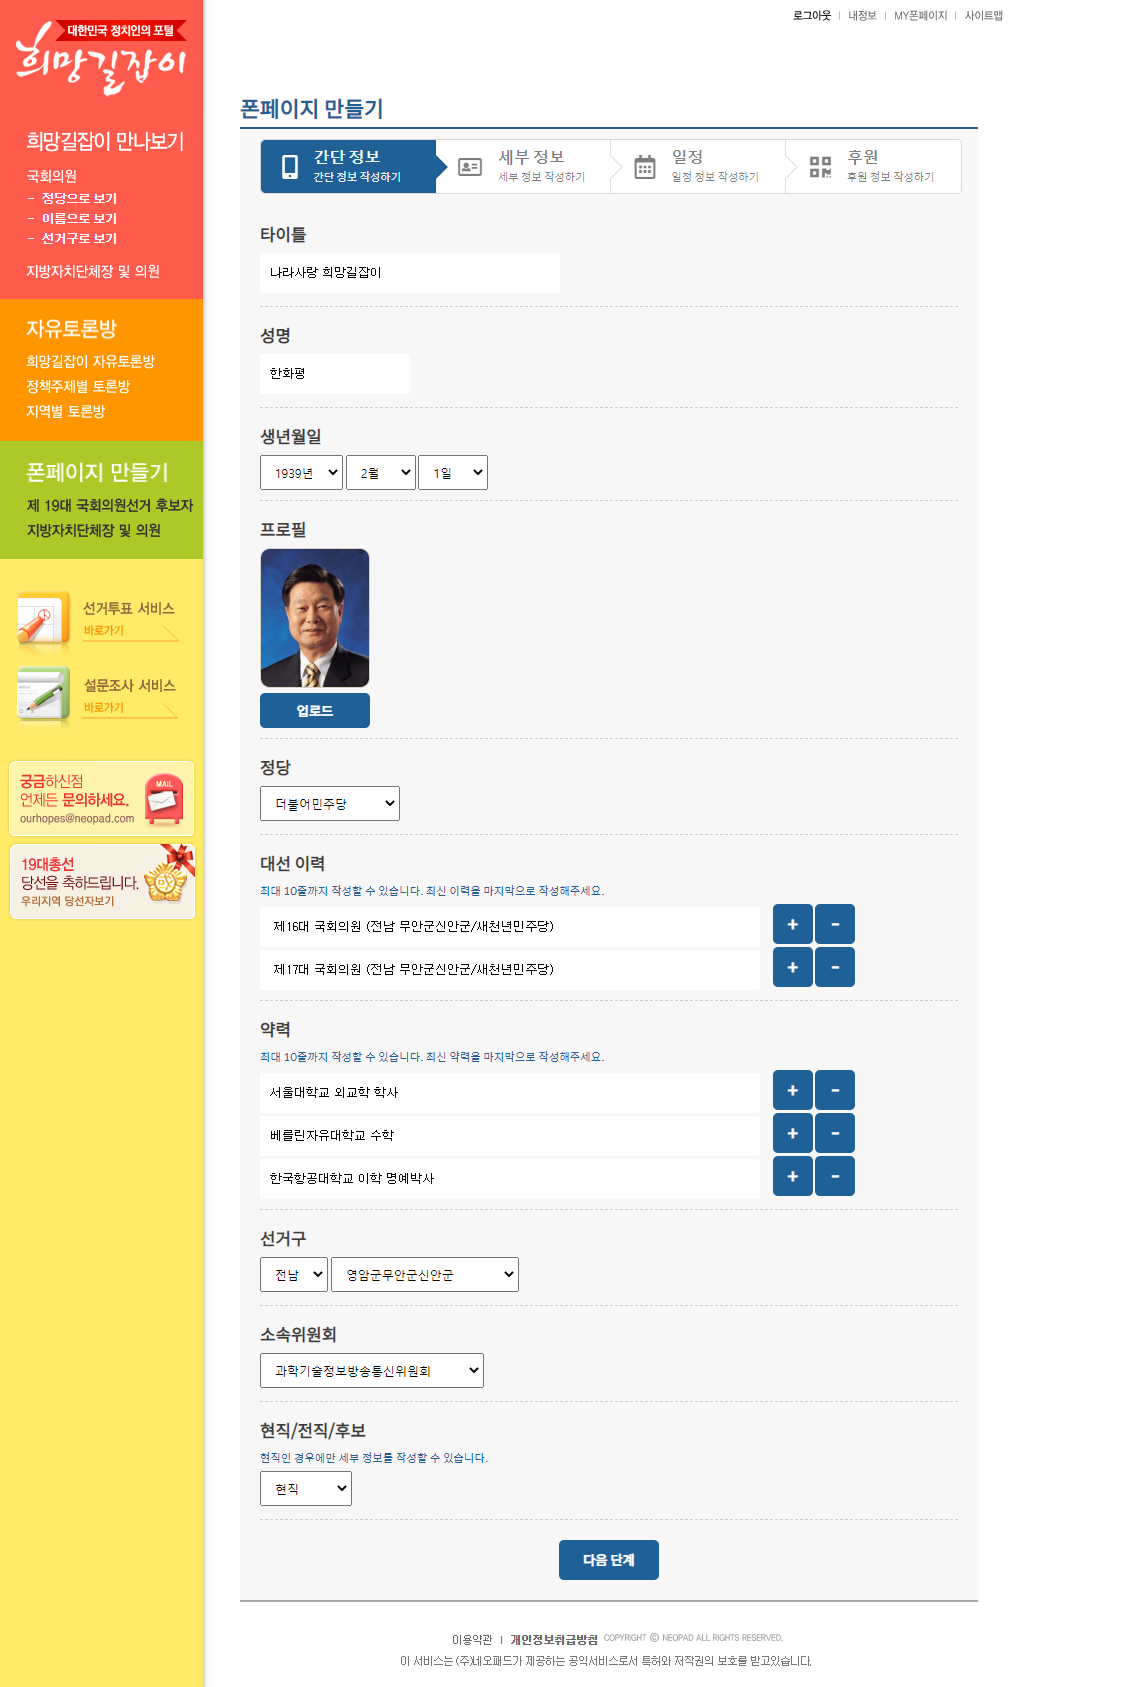 로그아웃 | 내정보 | MY폰페이지 | 사이트맵
대한민국 정치인의 포털
희망길잡이
희망길잡이 만나보기
국회의원
- 정당으로 보기
- 이름으로 보기
- 선거구로 보기
지방자치단체장 및 의원
자유토론방
희망길잡이 자유토론방
정책주제별 토론방
지역별 토론방
폰페이지 만들기
제 19대 국회의원선거 후보자
지방자치단체장 및 의원
선거투표 서비스
바로가기
설문조사 서비스
바로가기
궁금하신점
언제든 문의하세요.
ourhopes@neopad.com
MAIL
19대총선
당선을 축하드립니다.
우리지역 당선자보기
폰페이지 만들기
간단 정보
간단 정보 작성하기
세부 정보
세부 정보 작성하기
일정
일정 정보 작성하기
후원
후원 정보 작성하기
타이틀
나라사랑 희망길잡이
성명
한화평
생년월일
1939년 2월 1일
프로필
업로드
정당
더불어민주당
대선 이력
최대 10줄까지 작성할 수 있습니다. 최신 이력을 마지막으로 작성해주세요.
제16대 국회의원 (전남 무안군신안군/새천년민주당) + -
제17대 국회의원 (전남 무안군신안군/새천년민주당) + -
약력
최대 10줄까지 작성할 수 있습니다. 최신 약력을 마지막으로 작성해주세요.
서울대학교 외교학 학사 + -
베를린자유대학교 수학 + -
한국항공대학교 이학 명예박사 + -
선거구
전남 영암군무안군신안군
소속위원회
과학기술정보방송통신위원회
현직/전직/후보
현직인 경우에만 세부 정보를 작성할 수 있습니다.
현직
다음 단계
이용약관 | 개인정보취급방침 COPYRIGHT ⓒ NEOPAD ALL RIGHTS RESERVED.
이 서비스는 (주)네오패드가 제공하는 공익서비스로서 특허와 저작권의 보호를 받고있습니다.